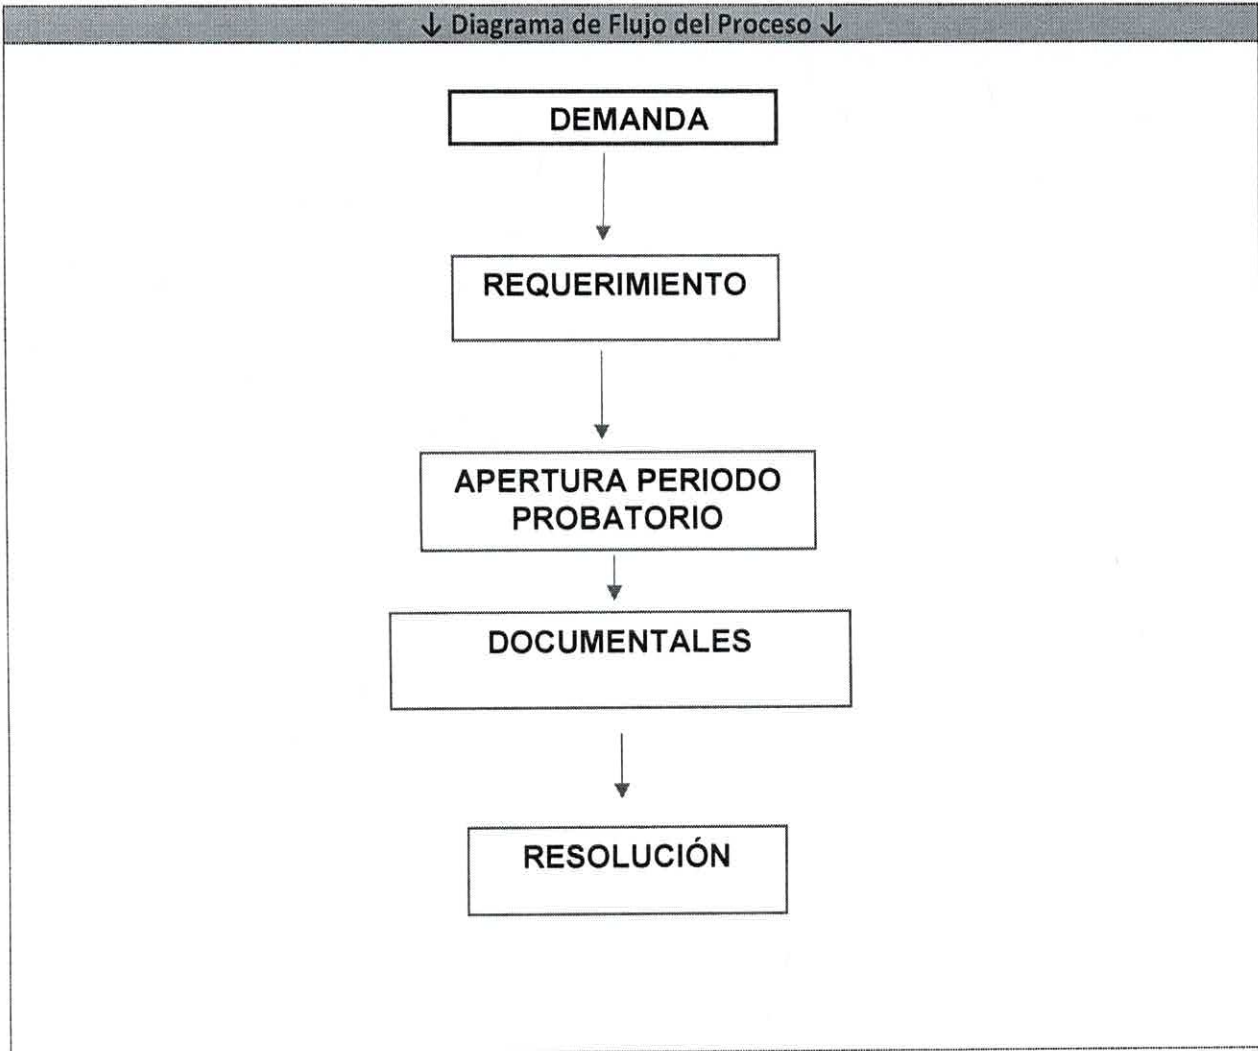 ↓ Diagrama de Flujo del Proceso ↓
DEMANDA
REQUERIMIENTO
APERTURA PERIODO
PROBATORIO
DOCUMENTALES
RESOLUCIÓN